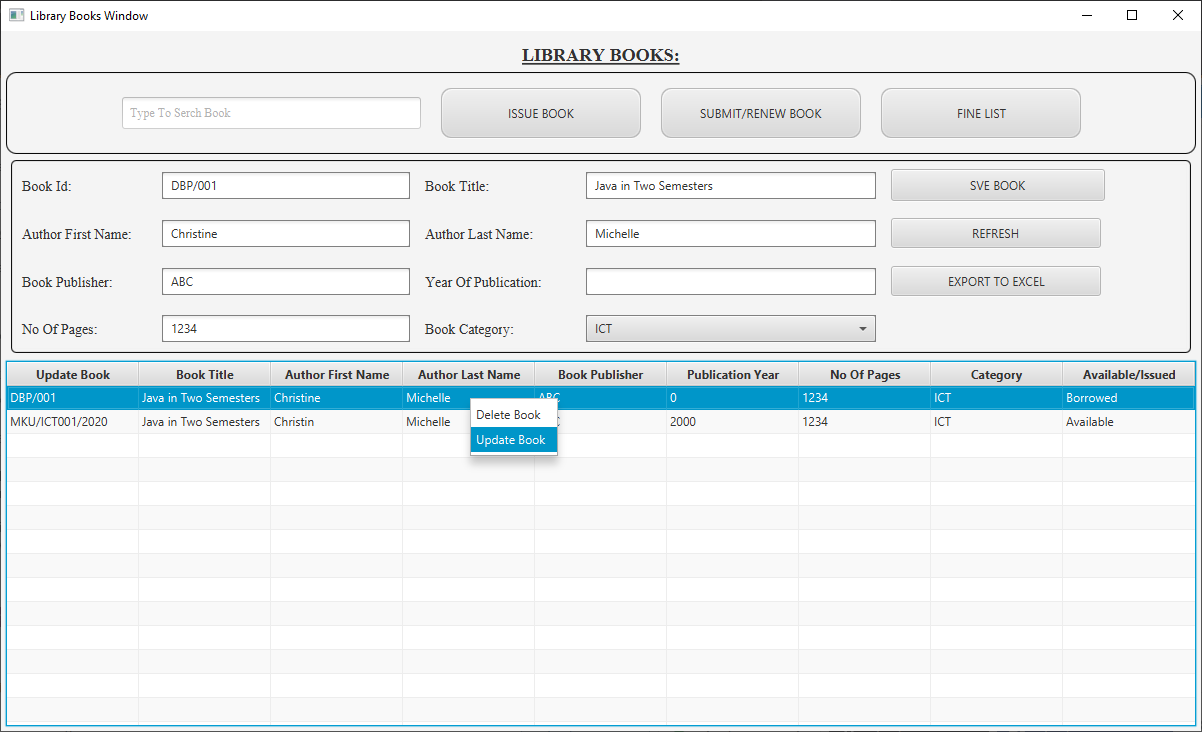 Library Books Window
LIBRARY BOOKS:
Type To Serch Book ISSUE BOOK SUBMIT/RENEW BOOK FINE LIST
Book Id: DBP/001 Book Title: Java in Two Semesters SVE BOOK
Author First Name: Christine Author Last Name: Michelle REFRESH
Book Publisher: ABC Year Of Publication: EXPORT TO EXCEL
No Of Pages: 1234 Book Category: ICT
Update Book Book Title Author First Name Author Last Name Book Publisher Publication Year No Of Pages Category Available/Issued
DBP/001 Java in Two Semesters Christine Michelle ABC 0 1234 ICT Borrowed
Delete Book
MKU/ICT001/2020 Java in Two Semesters Christin Michelle 2000 1234 ICT Available
Update Book